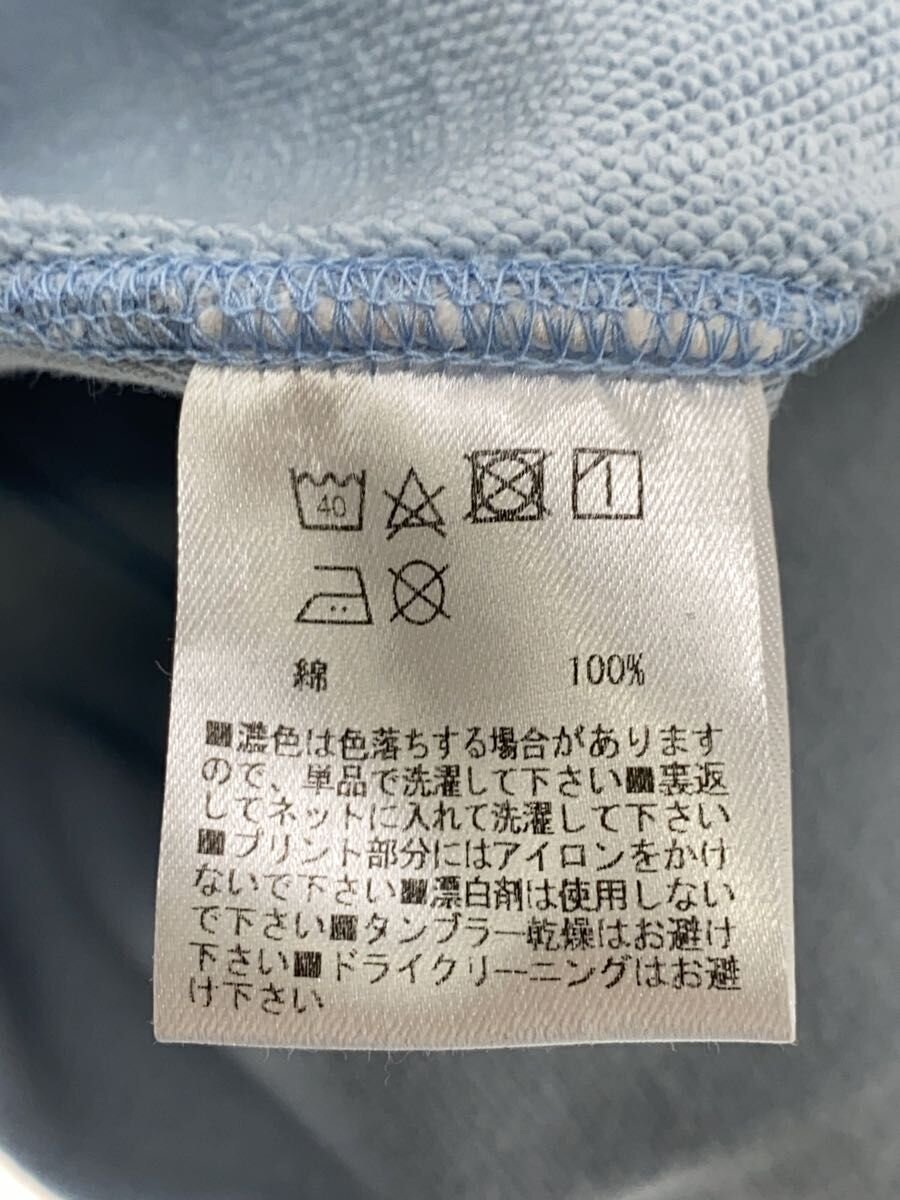 40
綿 100%
■濃色は色落ちする場合があります
ので、単品で洗濯して下さい■裏返
してネットに入れて洗濯して下さい
■プリント部分にはアイロンをかけ
ないで下さい■漂白剤は使用しない
で下さい■タンブラー乾燥はお避け
下さい■ドライクリーニングはお避
け下さい